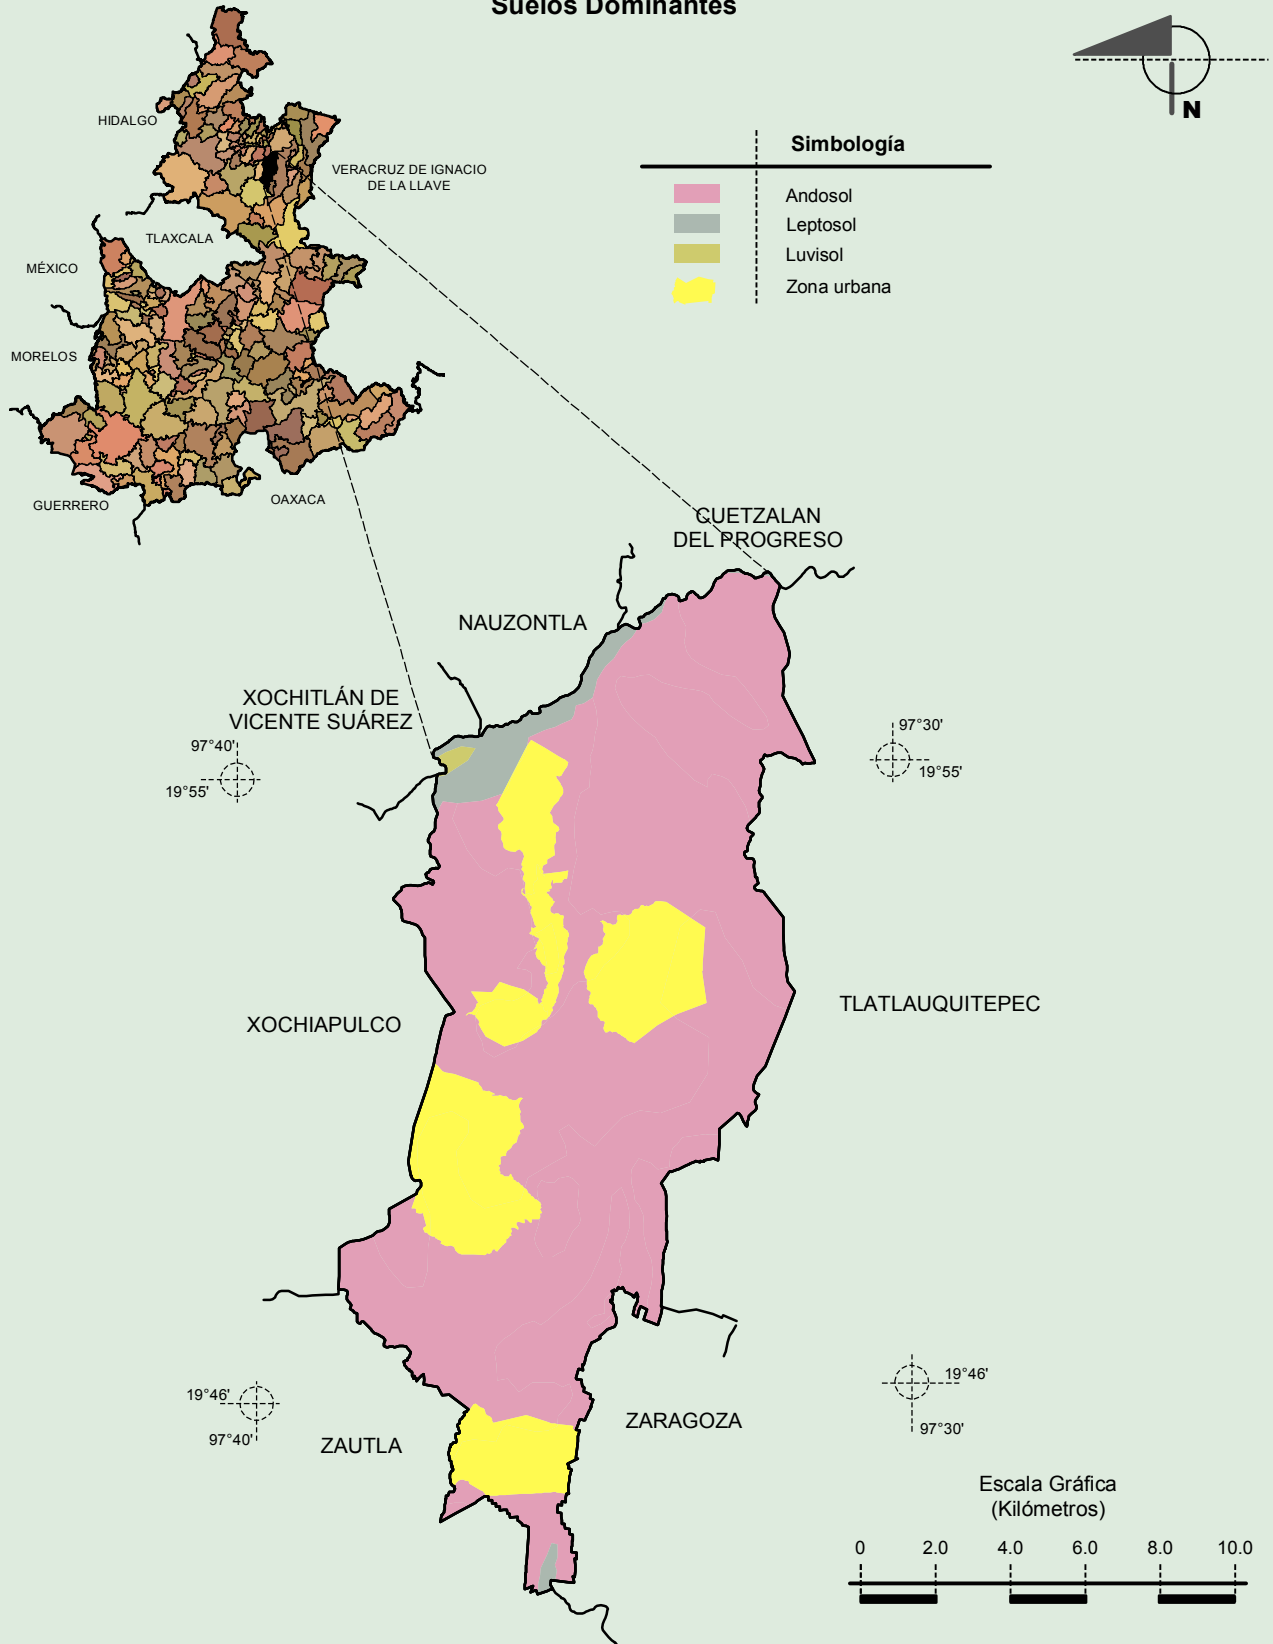 Suelos Dominantes
N
HIDALGO
VERACRUZ DE IGNACIO
DE LA LLAVE
TLAXCALA
MÉXICO
MORELOS
GUERRERO
OAXACA
Simbología
Andosol
Leptosol
Luvisol
Zona urbana
CUETZALAN
DEL PROGRESO
NAUZONTLA
XOCHITLÁN DE
VICENTE SUÁREZ
97°40'
19°55'
97°30'
19°55'
XOCHIAPULCO
TLATLAUQUITEPEC
19°46'
97°40'
ZAUTLA
ZARAGOZA
19°46'
97°30'
Escala Gráfica
(Kilómetros)
0 2.0 4.0 6.0 8.0 10.0